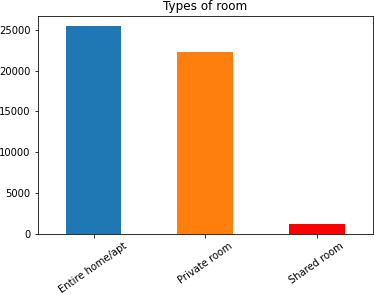 Types of room
25000
20000
15000
10000
5000
0
Entire home/apt
Private room
Shared room